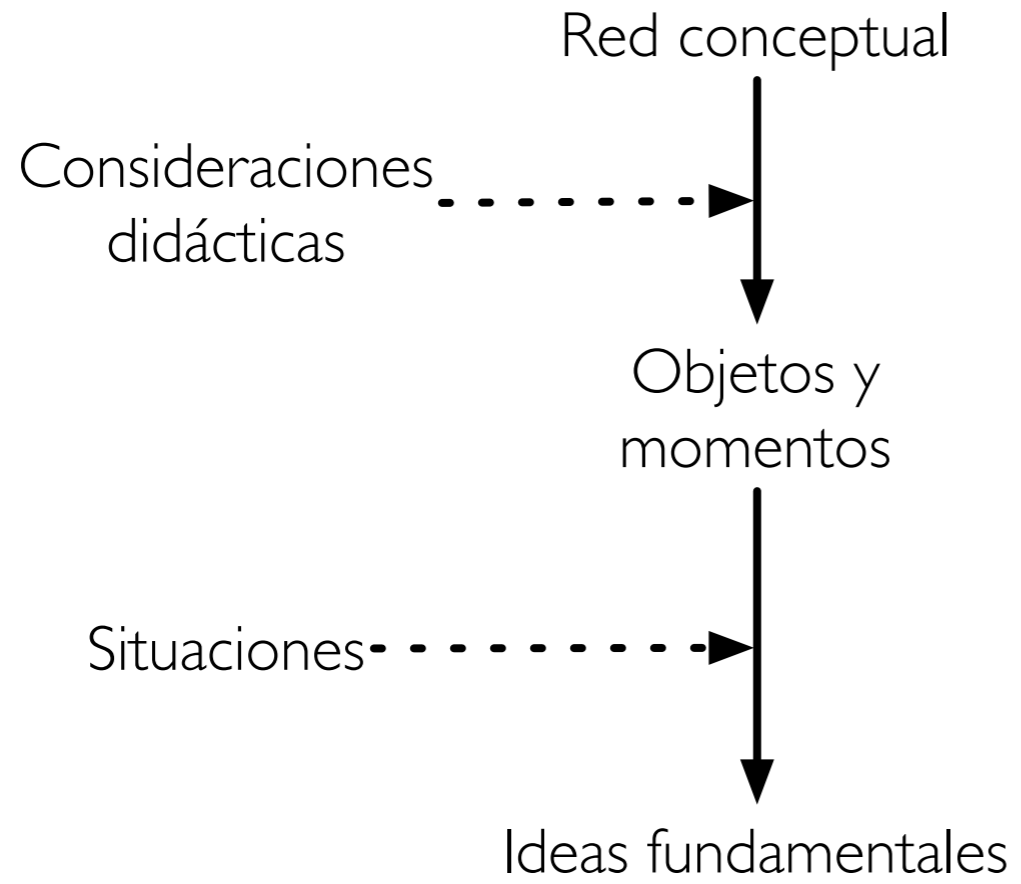 Red conceptual
Consideraciones
didácticas
Objetos y
momentos
Situaciones
Ideas fundamentales